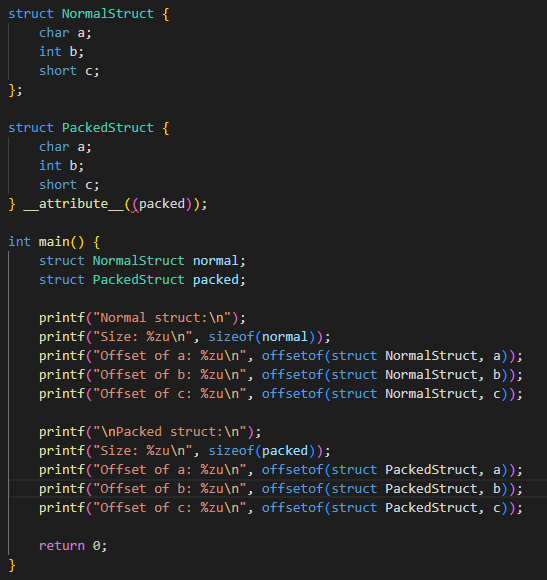 struct NormalStruct {
    char a;
    int b;
    short c;
};

struct PackedStruct {
    char a;
    int b;
    short c;
} __attribute__((packed));

int main() {
    struct NormalStruct normal;
    struct PackedStruct packed;

    printf("Normal struct:\n");
    printf("Size: %zu\n", sizeof(normal));
    printf("Offset of a: %zu\n", offsetof(struct NormalStruct, a));
    printf("Offset of b: %zu\n", offsetof(struct NormalStruct, b));
    printf("Offset of c: %zu\n", offsetof(struct NormalStruct, c));

    printf("\nPacked struct:\n");
    printf("Size: %zu\n", sizeof(packed));
    printf("Offset of a: %zu\n", offsetof(struct PackedStruct, a));
    printf("Offset of b: %zu\n", offsetof(struct PackedStruct, b));
    printf("Offset of c: %zu\n", offsetof(struct PackedStruct, c));

    return 0;
}